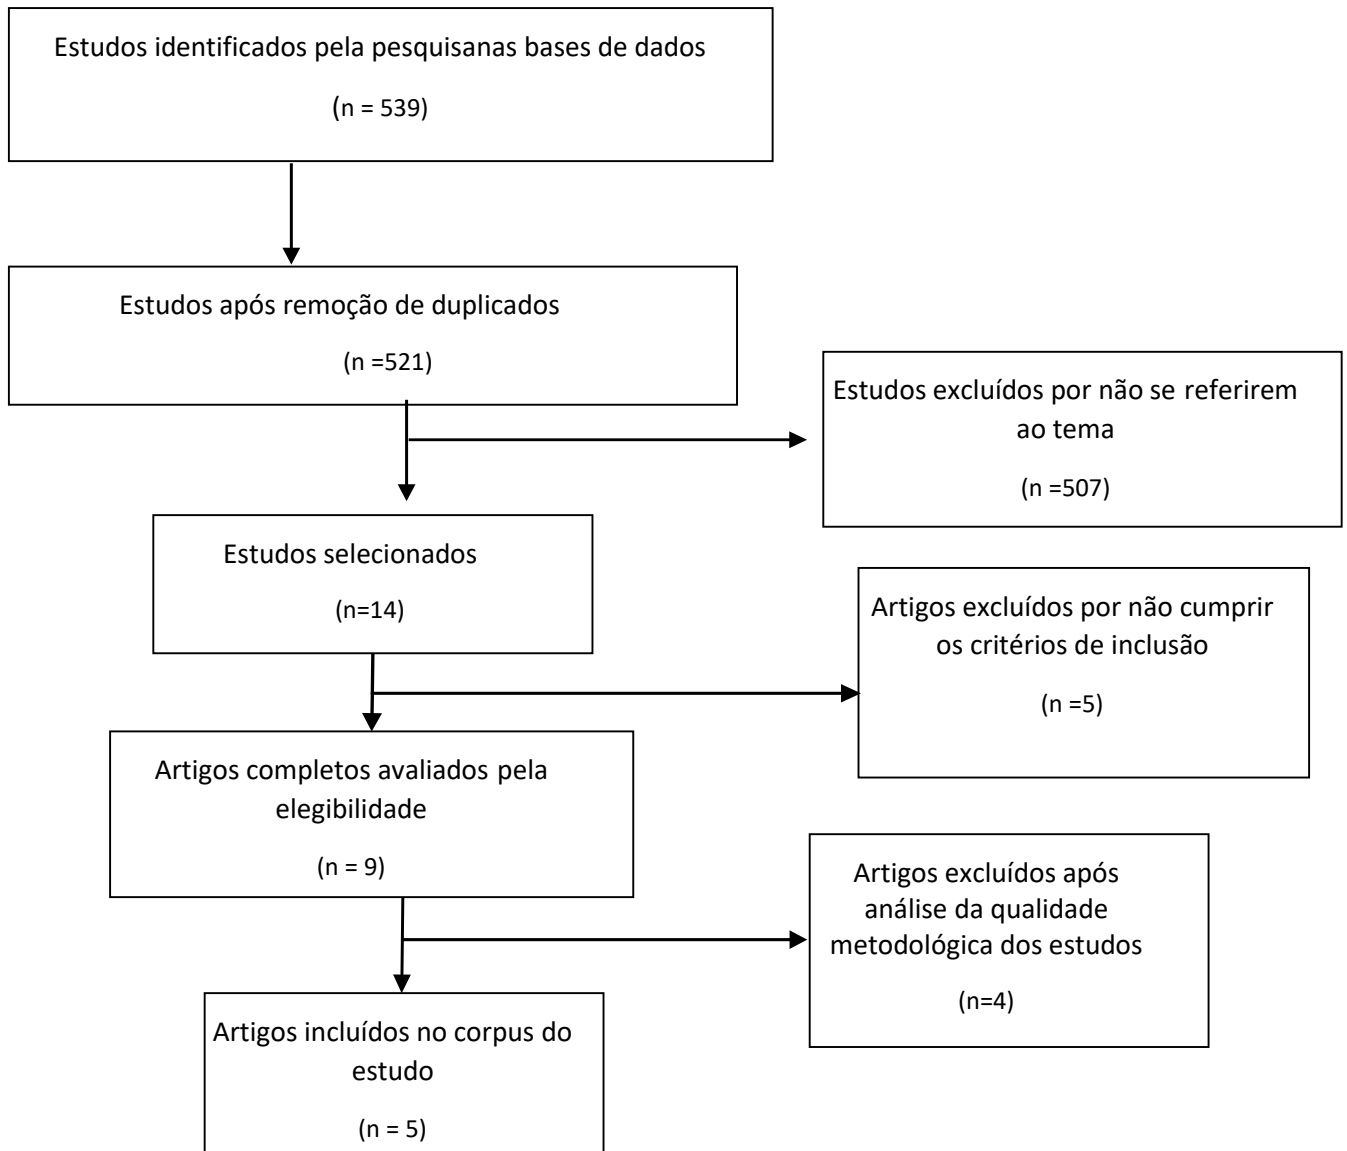 Estudos identificados pela pesquisanas bases de dados
(n = 539)
Estudos após remoção de duplicados
(n =521)
Estudos excluídos por não se referirem
ao tema
(n =507)
Estudos selecionados
(n=14)
Artigos excluídos por não cumprir
os critérios de inclusão
(n =5)
Artigos completos avaliados pela
elegibilidade
(n = 9)
Artigos excluídos após
análise da qualidade
metodológica dos estudos
(n=4)
Artigos incluídos no corpus do
estudo
(n = 5)